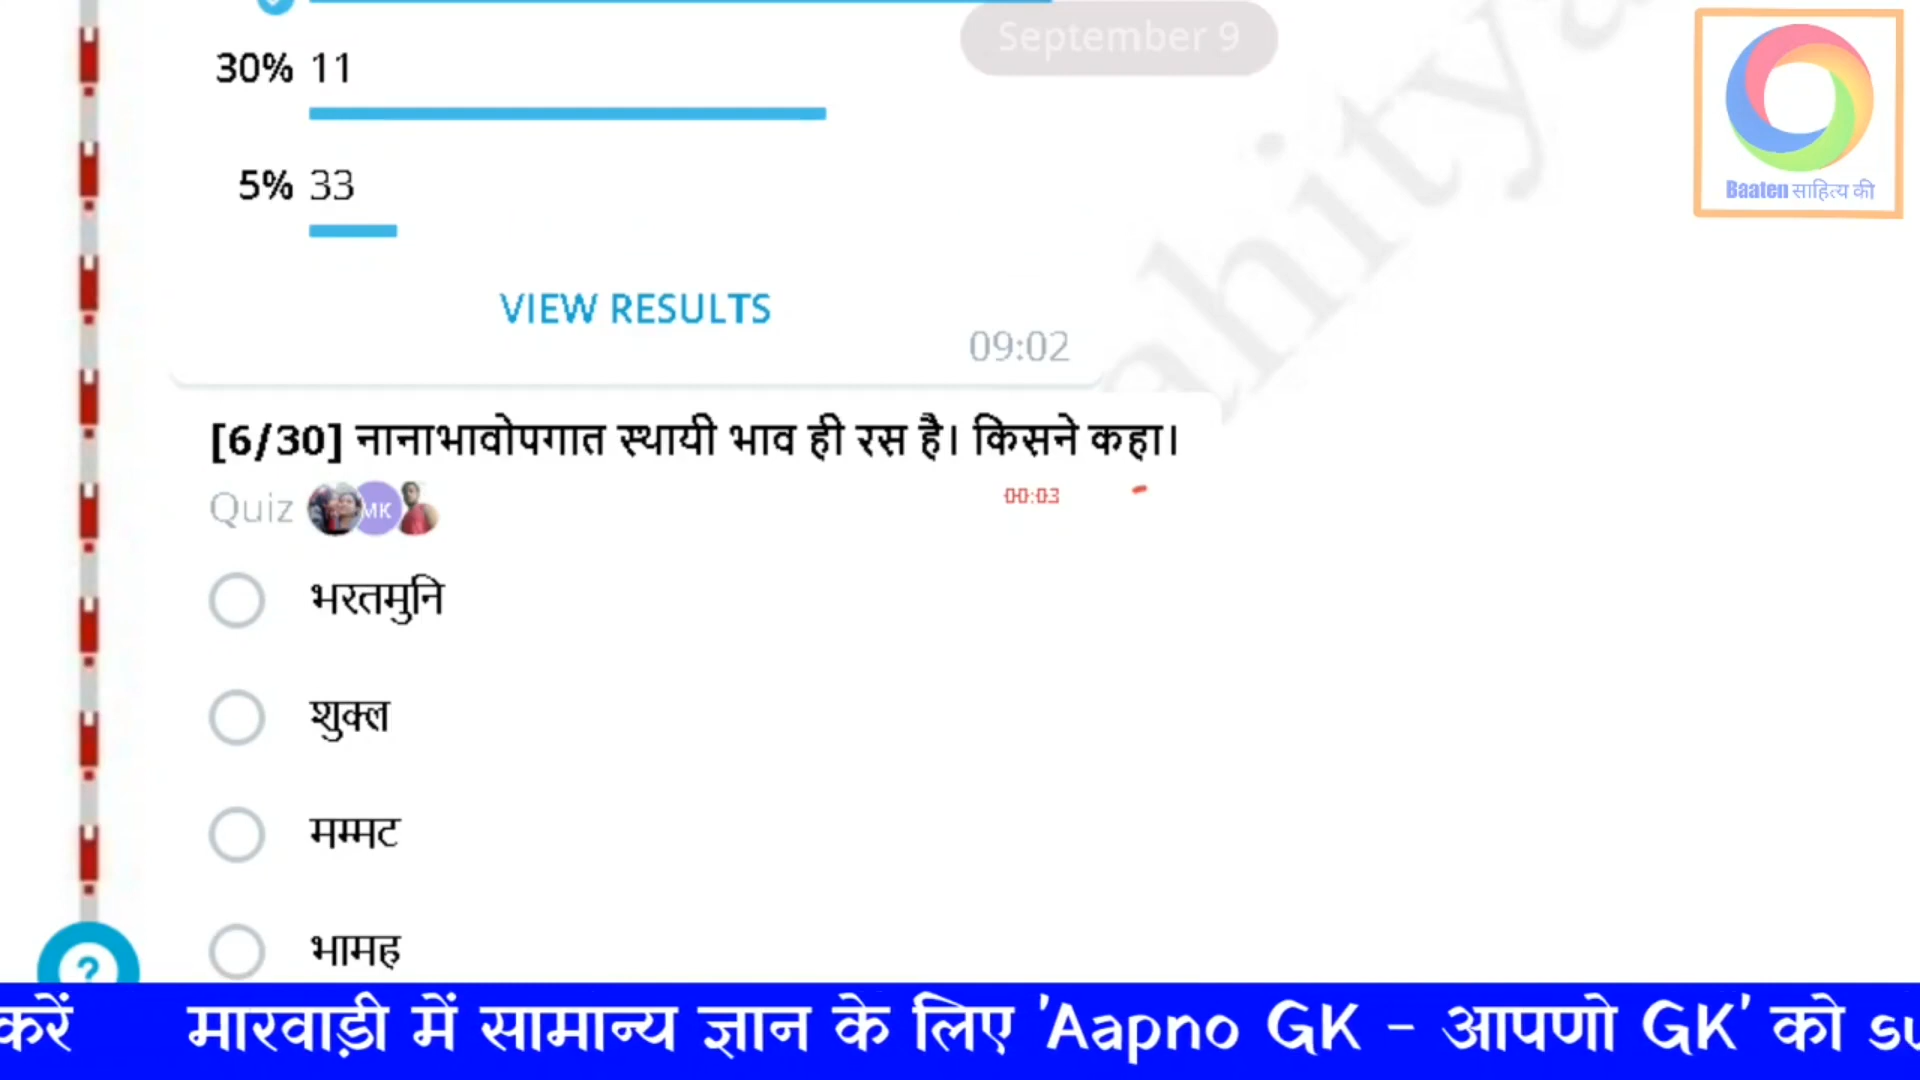 September 9
30% 11
5% 33
Baaten साहित्य की
VIEW RESULTS
09:02
[6/30] नानाभावोपगात स्थायी भाव ही रस है। किसने कहा।
Quiz MK
00:03
भरतमुनि
शुक्ल
मम्मट
भामह
?
करें मारवाड़ी में सामान्य ज्ञान के लिए 'Aapno GK - आपणो GK' को su